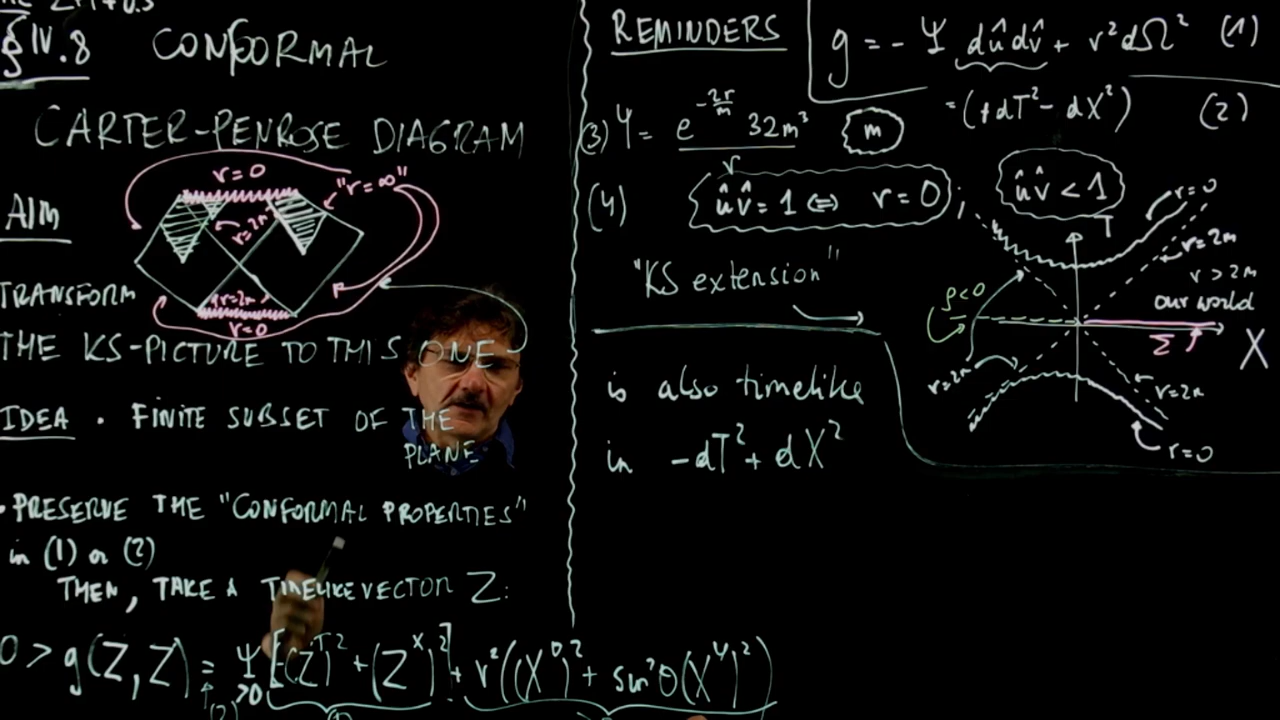 §IV.8 CONFORMAL
CARTER-PENROSE DIAGRAM
r=0
"r=∞"
r=2m
r=2m
r=0
AIM
TRANSFORM
THE KS-PICTURE TO THIS ONE
IDEA • FINITE SUBSET OF THE
PLANE
• PRESERVE THE "CONFORMAL PROPERTIES"
in (1) or (2)
THEN, TAKE A TIMELIKE VECTOR Z:
0 > g(Z,Z) = Ψ [-(Z^T)² + (Z^X)²] + r²((X^θ)² + sin²θ(X^φ)²)
(2) >0
REMINDERS
g = - Ψ dûdv̂ + r²dΩ² (1)
= (+dT² - dX²) (2)
(3) Ψ = e^{-2r/m} 32m³ / r
m
(4) ûv̂ = 1 ⇔ r = 0 ; ûv̂ < 1
"KS extension"
T
r=0
r=2m
r>2m
our world
ρ<0
Σ
X
r=2m
r=2m
r=0
is also timelike
in -dT² + dX²